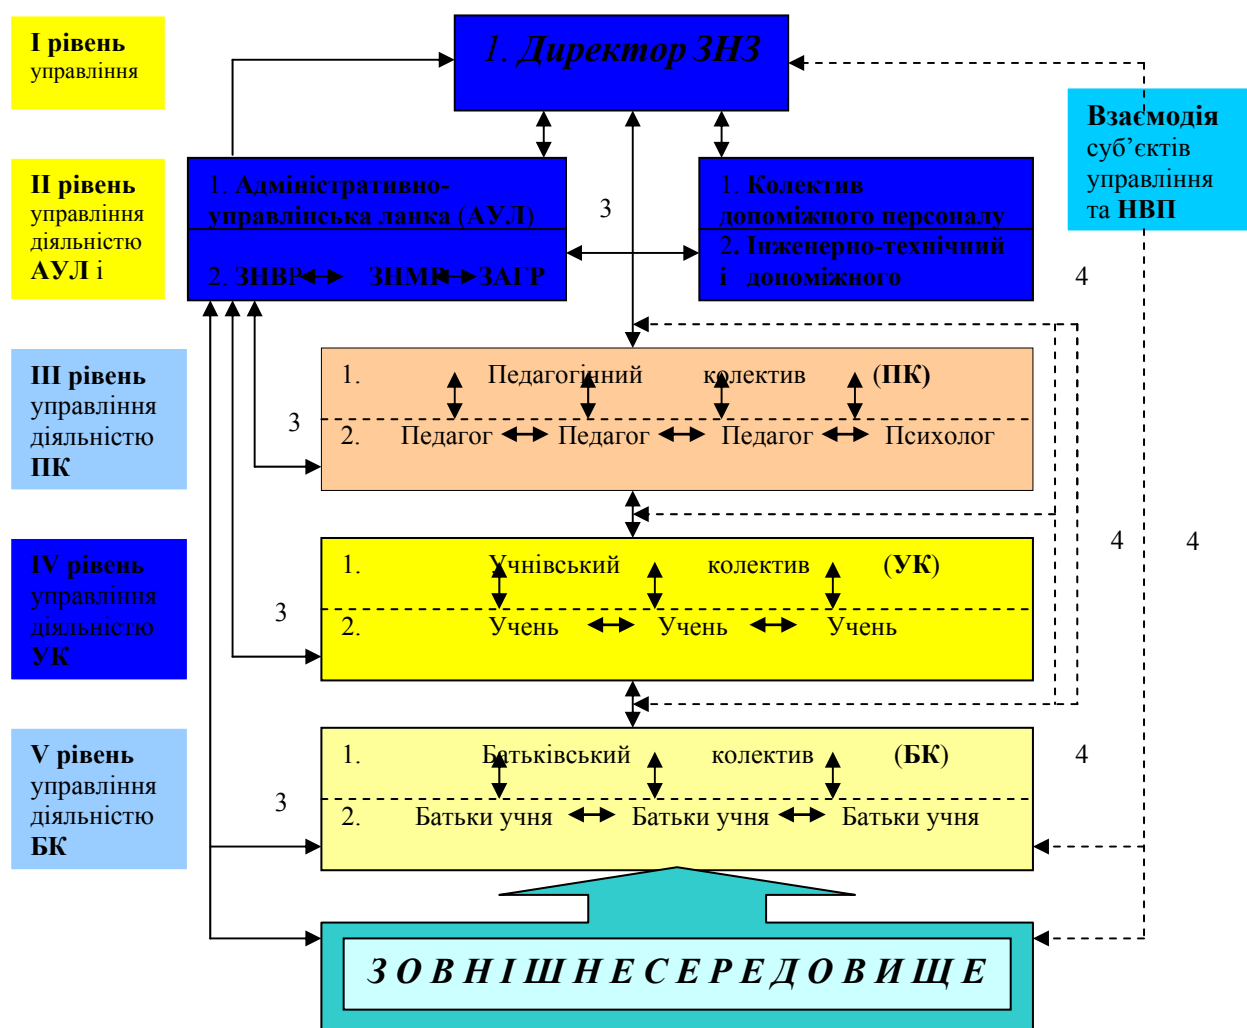 І рівень
управління
1. Директор ЗНЗ
Взаємодія
суб’єктів
управління
та НВП
ІІ рівень
управління
діяльністю
АУЛ і
1. Адміністративно-
управлінська ланка (АУЛ)
2. ЗНВР ЗНМР ЗАГР
3
1. Колектив
допоміжного персоналу
2. Інженерно-технічний
і допоміжного
4
ІІІ рівень
управління
діяльністю
ПК
3
1. Педагогічний колектив (ПК)
2. Педагог Педагог Педагог Психолог
4
4
ІV рівень
управління
діяльністю
УК
3
1. Учнівський колектив (УК)
2. Учень Учень Учень
V рівень
управління
діяльністю
БК
3
1. Батьківський колектив (БК)
2. Батьки учня Батьки учня Батьки учня
4
З О В Н І Ш Н Е С Е Р Е Д О В И Щ Е